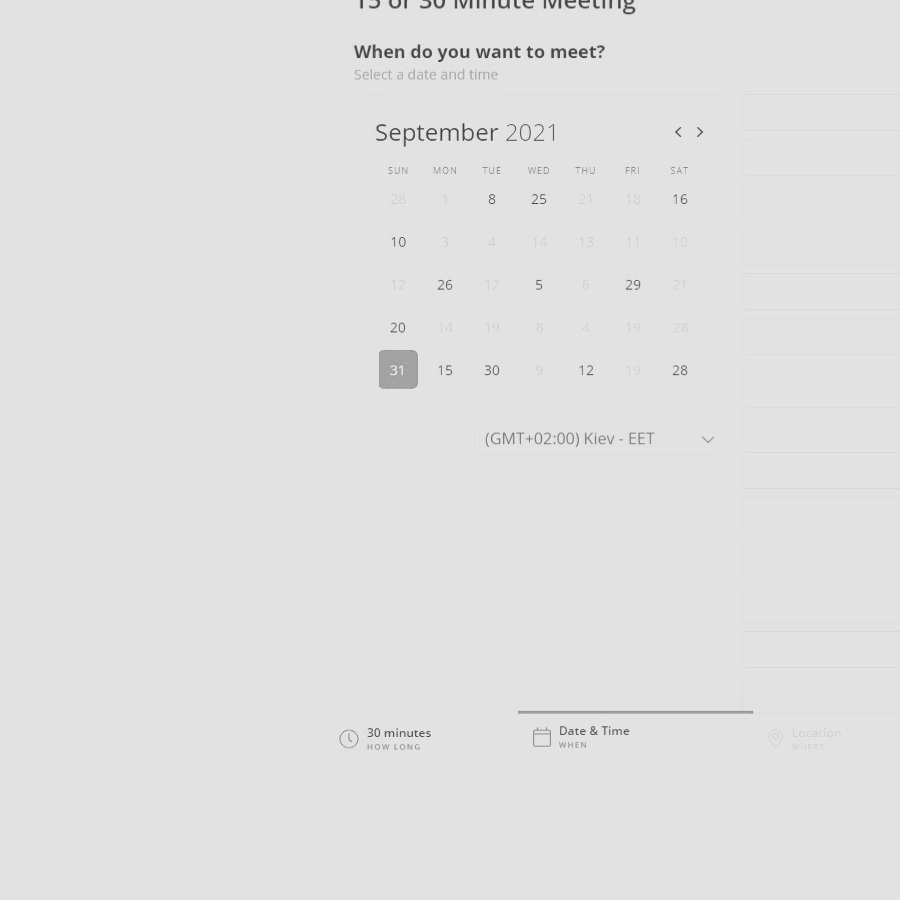 15 or 30 Minute Meeting
When do you want to meet?
Select a date and time
September 2021
SUN MON TUE WED THU FRI SAT
28 1 8 25 21 18 16
10 3 4 14 13 11 10
12 26 12 5 6 29 21
20 14 19 8 4 19 28
31 15 30 9 12 19 28
(GMT+02:00) Kiev - EET
30 minutes
HOW LONG
Date & Time
WHEN
Location
WHERE